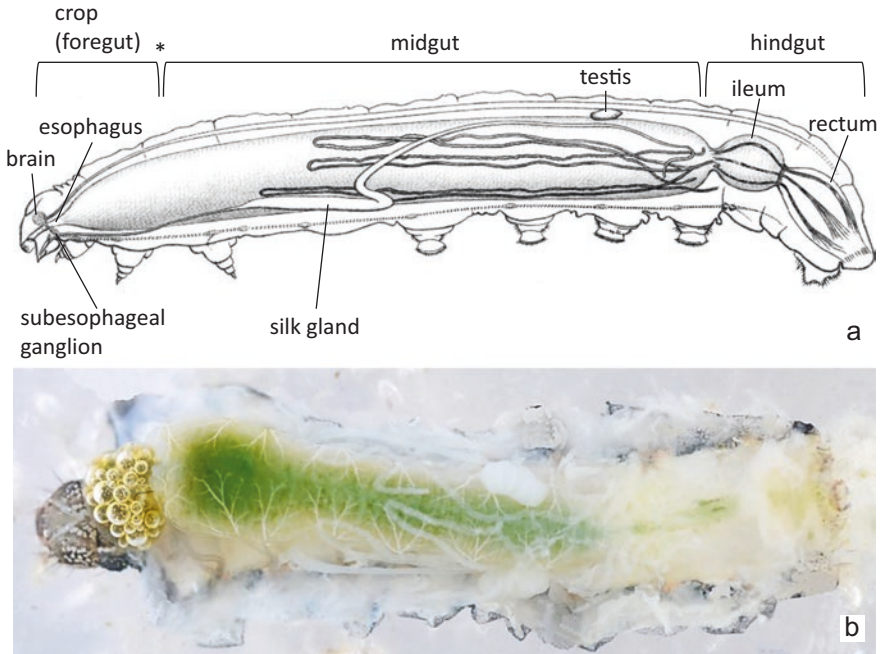 crop
(foregut) *
midgut
hindgut
testis
ileum
esophagus
rectum
brain
subesophageal
ganglion
silk gland
a
b